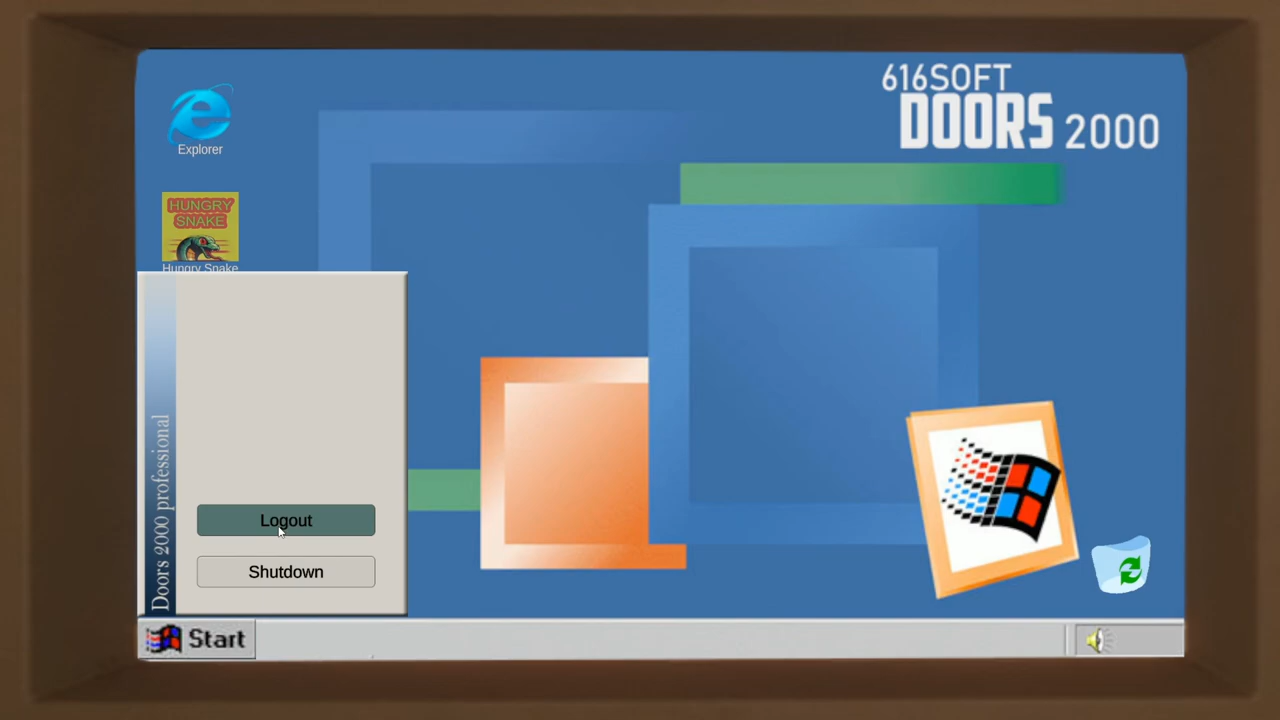 616SOFT
DOORS 2000
Explorer
HUNGRY
SNAKE
Hungry Snake
Doors 2000 professional
Logout
Shutdown
Start